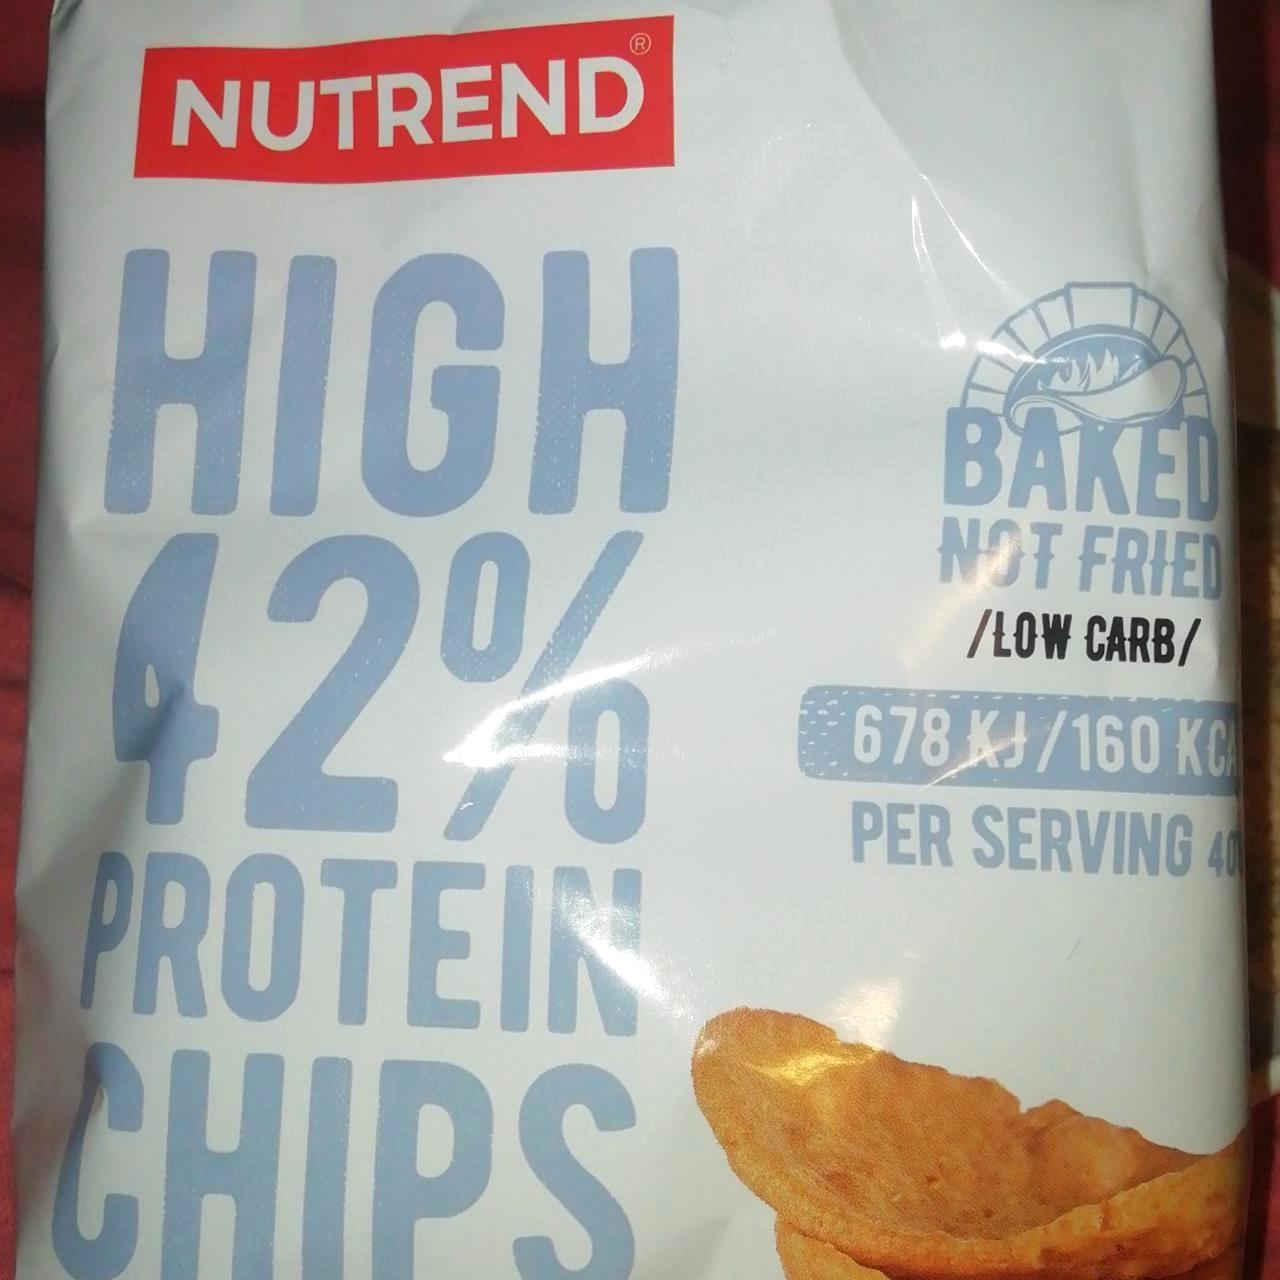 NUTREND®
HIGH
42%
PROTEIN
CHIPS
BAKED
NOT FRIED
/LOW CARB/
678 KJ/160 KCA
PER SERVING 40